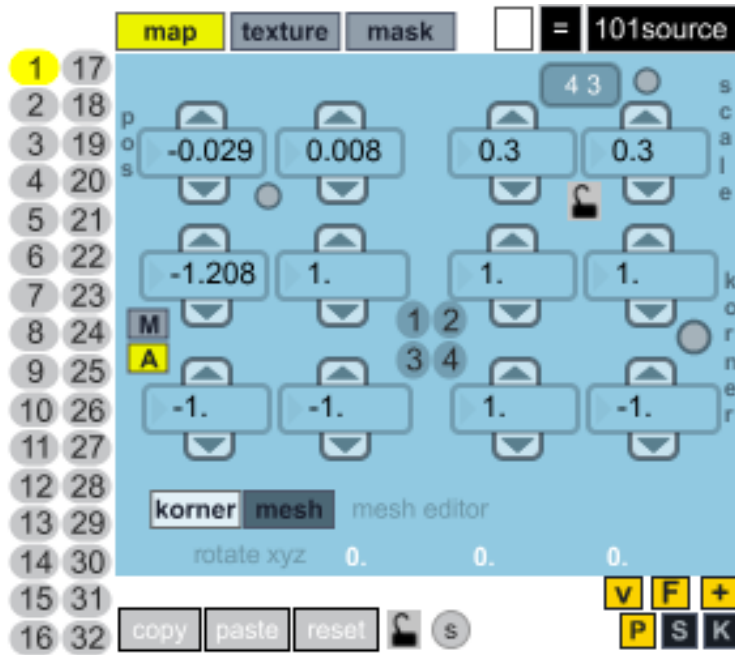 map texture mask = 101source
1 17
2 18
3 19
4 20
5 21
6 22
7 23
8 24
9 25
10 26
11 27
12 28
13 29
14 30
15 31
16 32
4 3
pos
scale
-0.029 0.008 0.3 0.3
-1.208 1. 1. 1.
korner
M 1 2
A 3 4
-1. -1. 1. -1.
korner mesh mesh editor
rotate xyz 0. 0. 0.
v F +
copy paste reset s P S K